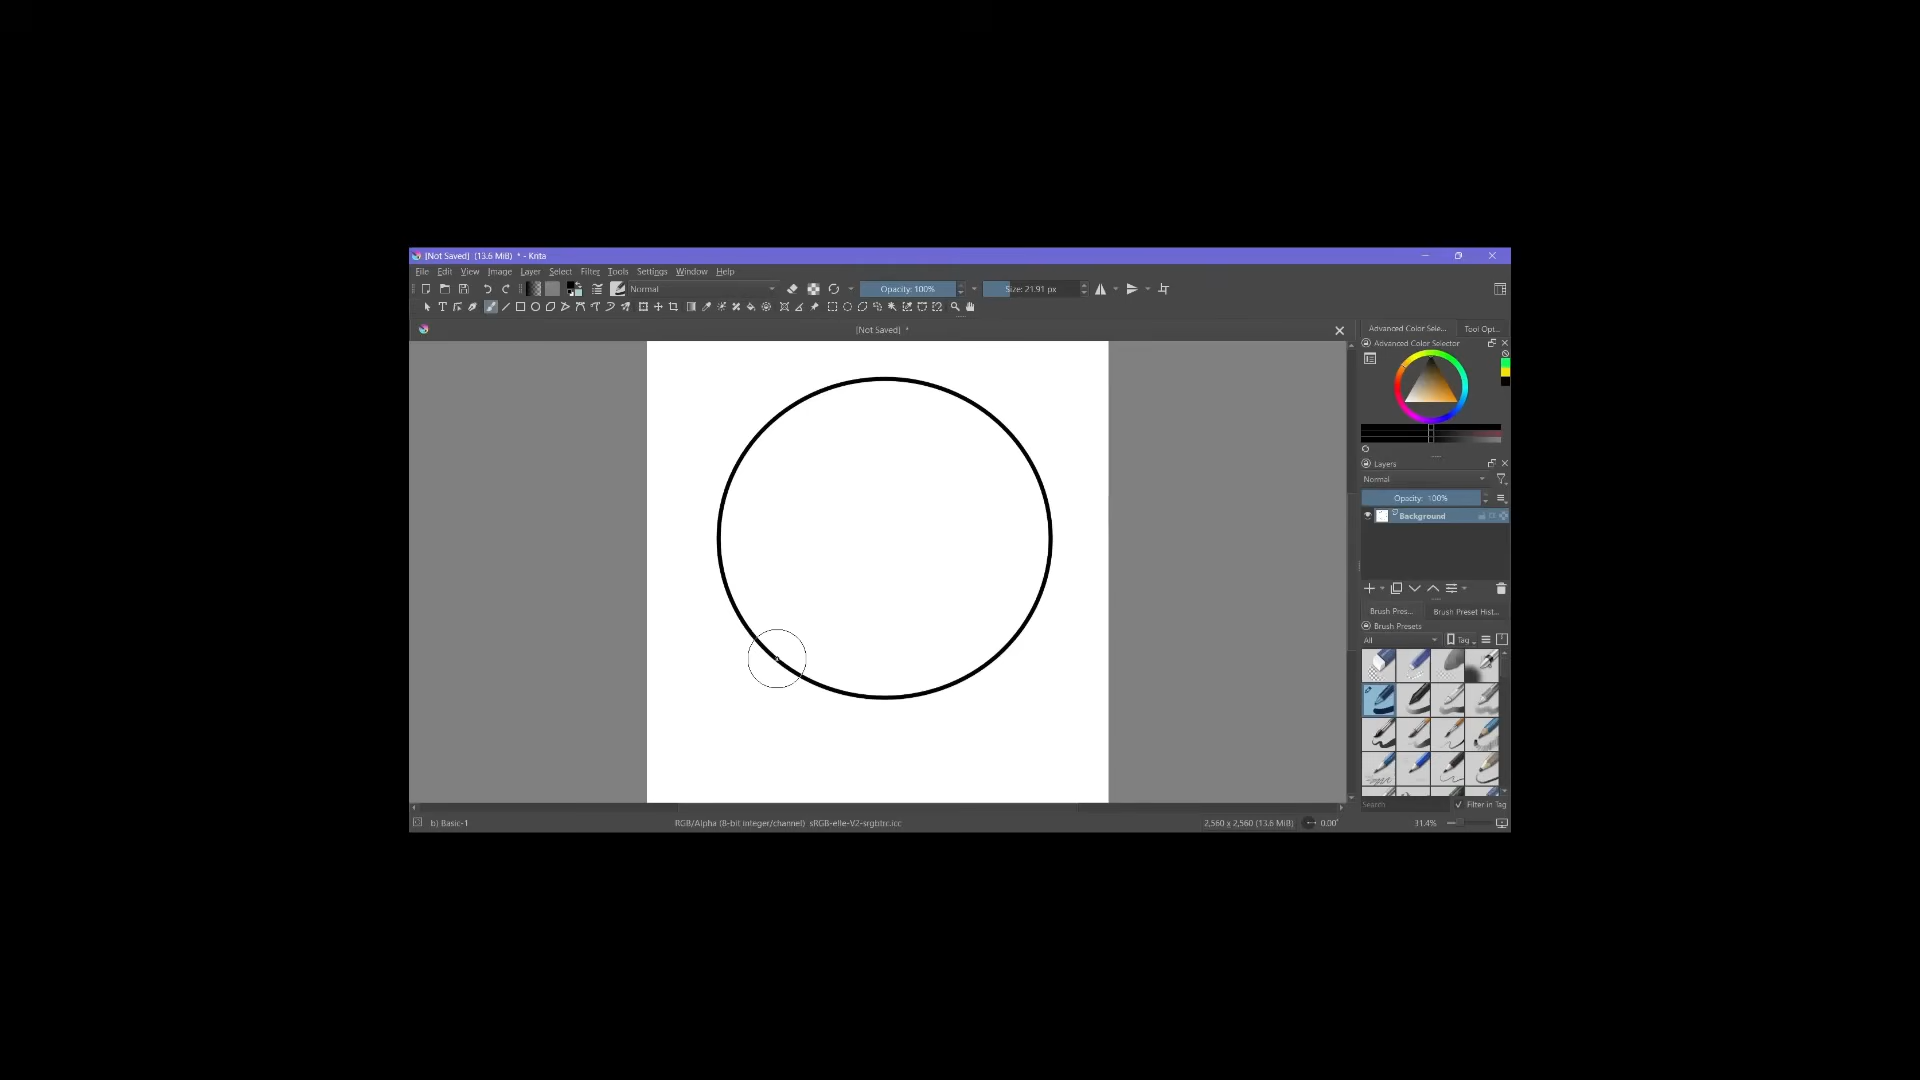 [Not Saved] (13.6 MiB) * - Krita
File Edit View Image Layer Select Filter Tools Settings Window Help
Normal
Opacity: 100%
Size: 21.91 px
[Not Saved] *
Advanced Color Sele... Tool Opt...
Advanced Color Selector
Layers
Normal
Opacity: 100%
Background
Brush Pres... Brush Preset Hist...
Brush Presets
All Tag
Search Filter in Tag
b) Basic-1 RGB/Alpha (8-bit integer/channel) sRGB-elle-V2-srgbtrc.icc 2,560 x 2,560 (13.6 MiB) 0.00° 31.4%